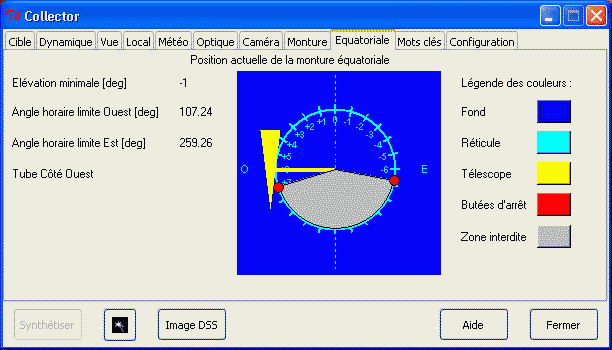 Collector
Cible Dynamique Vue Local Météo Optique Caméra Monture Equatoriale Mots clés Configuration
Position actuelle de la monture équatoriale
Elévation minimale [deg] -1
Légende des couleurs :
Angle horaire limite Ouest [deg] 107.24
Fond
0
+1 -1
+2 -2
+3 -3
Angle horaire limite Est [deg] 259.26
Réticule
+4 -4
+5 -5
O -6 E
Tube Côté Ouest
Télescope
Butées d'arrêt
Zone interdite
Synthétiser Image DSS Aide Fermer